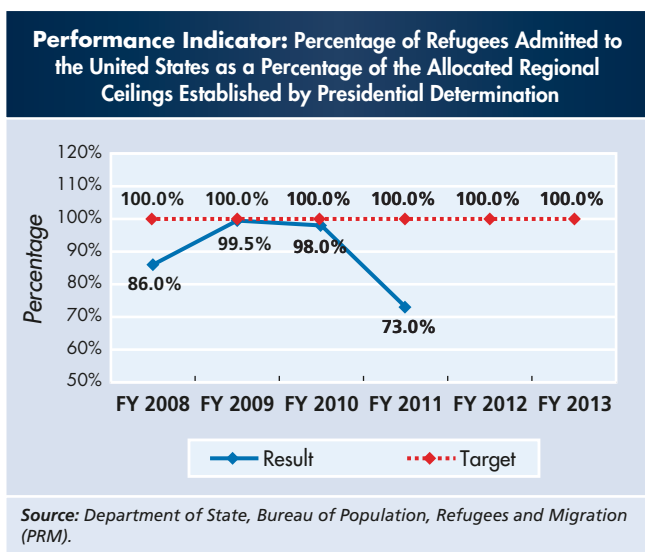 Performance Indicator: Percentage of Refugees Admitted to
the United States as a Percentage of the Allocated Regional
Ceilings Established by Presidential Determination
120%
110%
100%
90%
80%
70%
60%
50%
Percentage
100.0% 100.0% 100.0% 100.0% 100.0% 100.0%
86.0%
99.5%
98.0%
73.0%
FY 2008 FY 2009 FY 2010 FY 2011 FY 2012 FY 2013
Result Target
Source: Department of State, Bureau of Population, Refugees and Migration
(PRM).